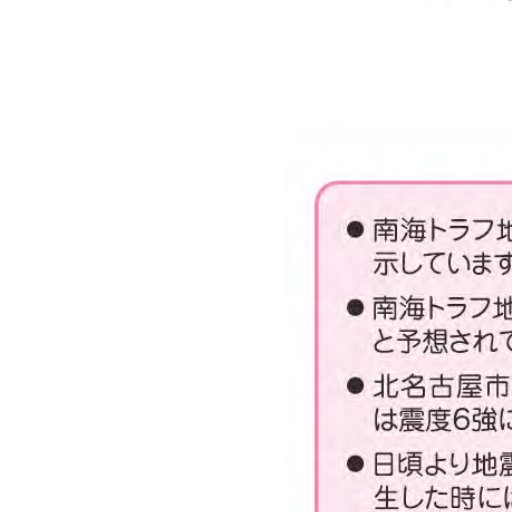 ● 南海トラフ地
示しています
● 南海トラフ地
と予想されて
● 北名古屋市
は震度6強に
● 日頃より地震
生した時には